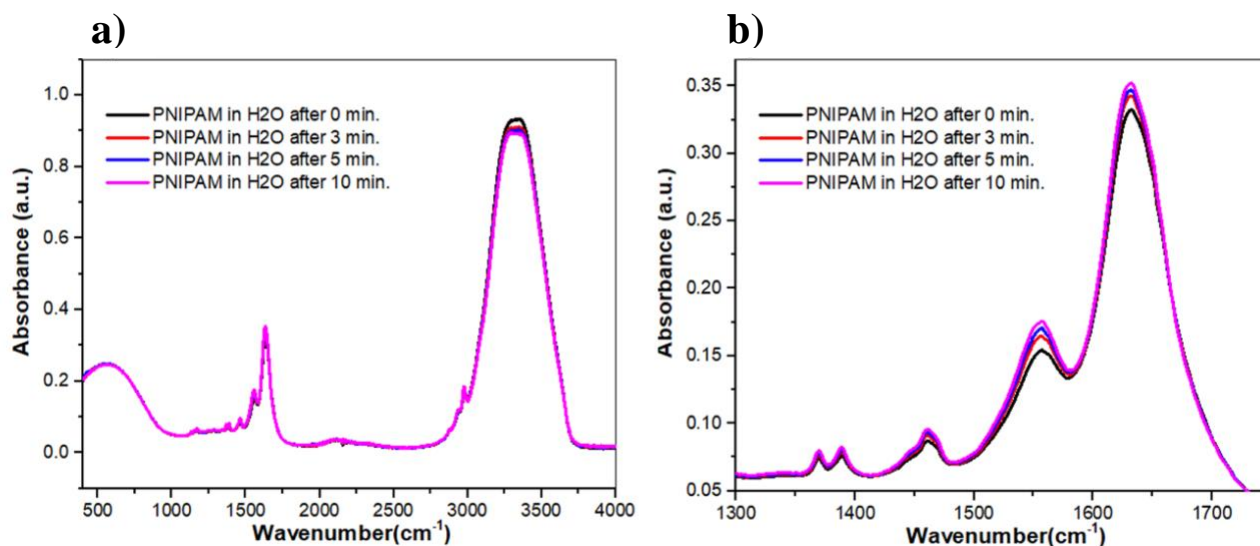 a)
Absorbance (a.u.)
1.0
0.8
0.6
0.4
0.2
0.0
PNIPAM in H2O after 0 min.
PNIPAM in H2O after 3 min.
PNIPAM in H2O after 5 min.
PNIPAM in H2O after 10 min.
500 1000 1500 2000 2500 3000 3500 4000
Wavenumber(cm⁻¹)
b)
Absorbance (a.u.)
0.35
0.30
0.25
0.20
0.15
0.10
0.05
PNIPAM in H2O after 0 min.
PNIPAM in H2O after 3 min.
PNIPAM in H2O after 5 min.
PNIPAM in H2O after 10 min.
1300 1400 1500 1600 1700
Wavenumber(cm⁻¹)